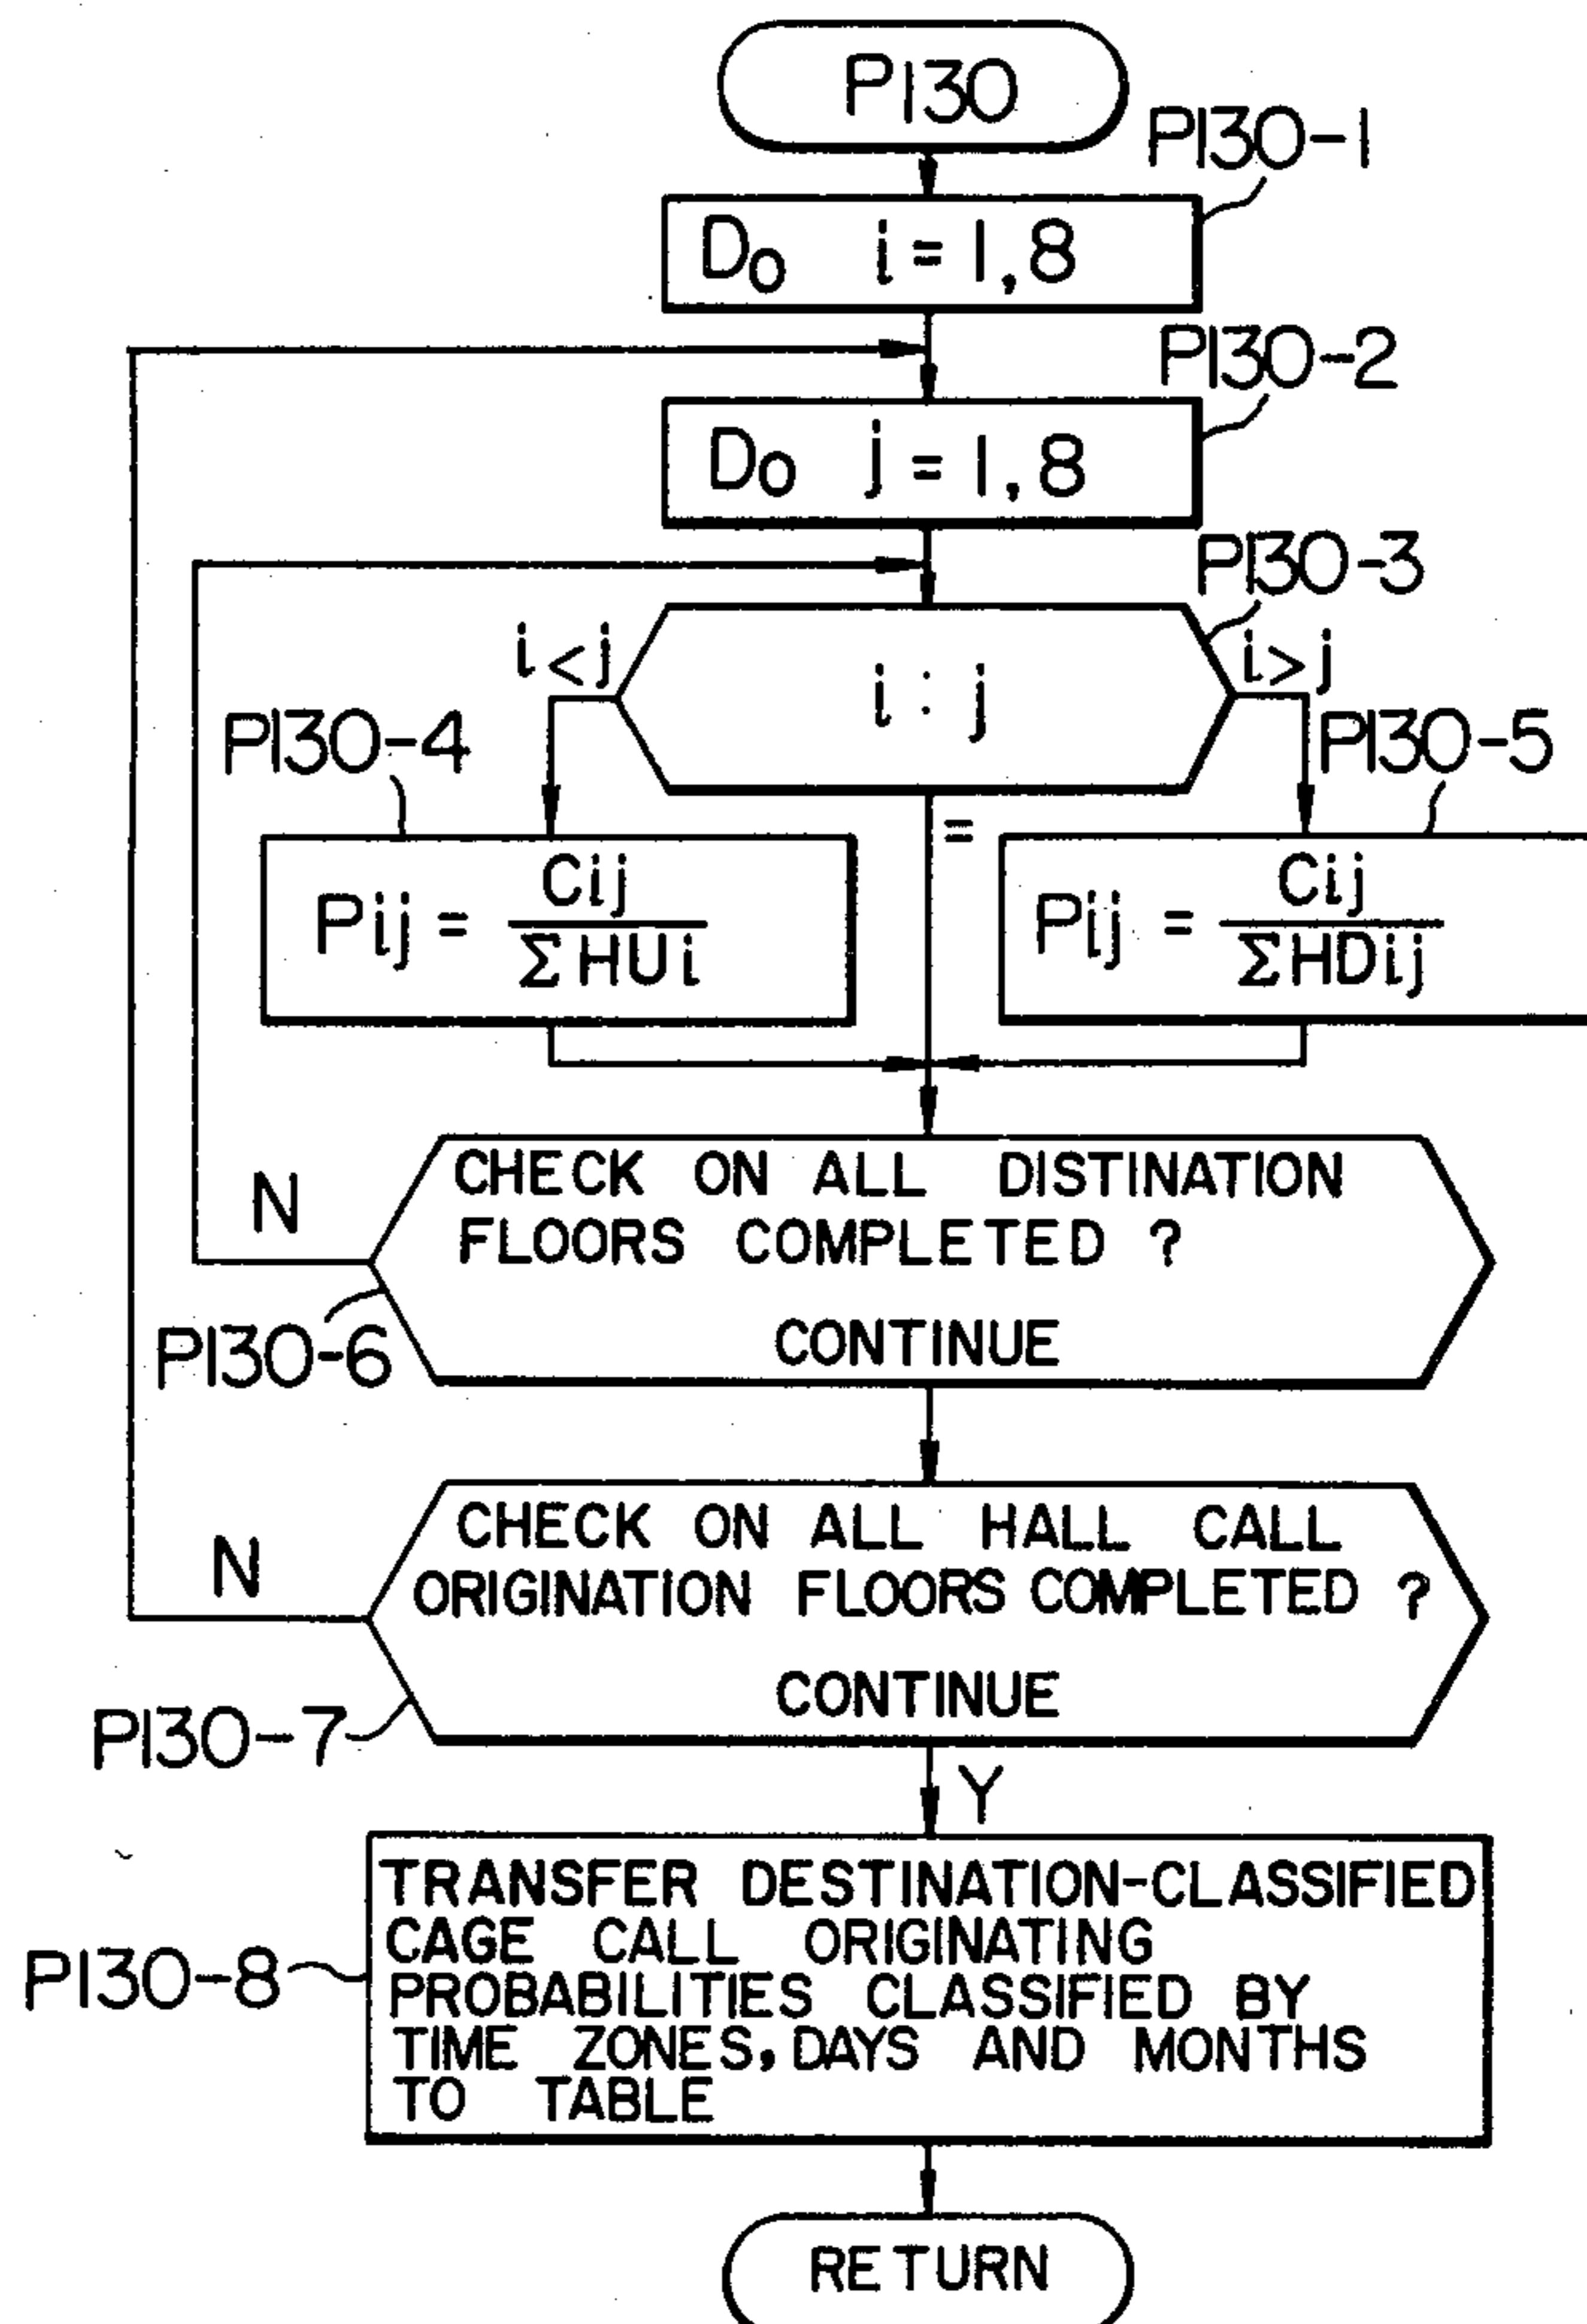 P130
P130-1
Do i = 1, 8
P130-2
Do j = 1, 8
P130-3
i < j
i : j
i > j
P130-4
P130-5
=
Pij = Cij / ΣHUi
Pij = Cij / ΣHDij
CHECK ON ALL DISTINATION
FLOORS COMPLETED ?
CONTINUE
N
P130-6
CHECK ON ALL HALL CALL
ORIGINATION FLOORS COMPLETED ?
CONTINUE
N
P130-7
Y
TRANSFER DESTINATION-CLASSIFIED
CAGE CALL ORIGINATING
PROBABILITIES CLASSIFIED BY
TIME ZONES, DAYS AND MONTHS
TO TABLE
P130-8
RETURN